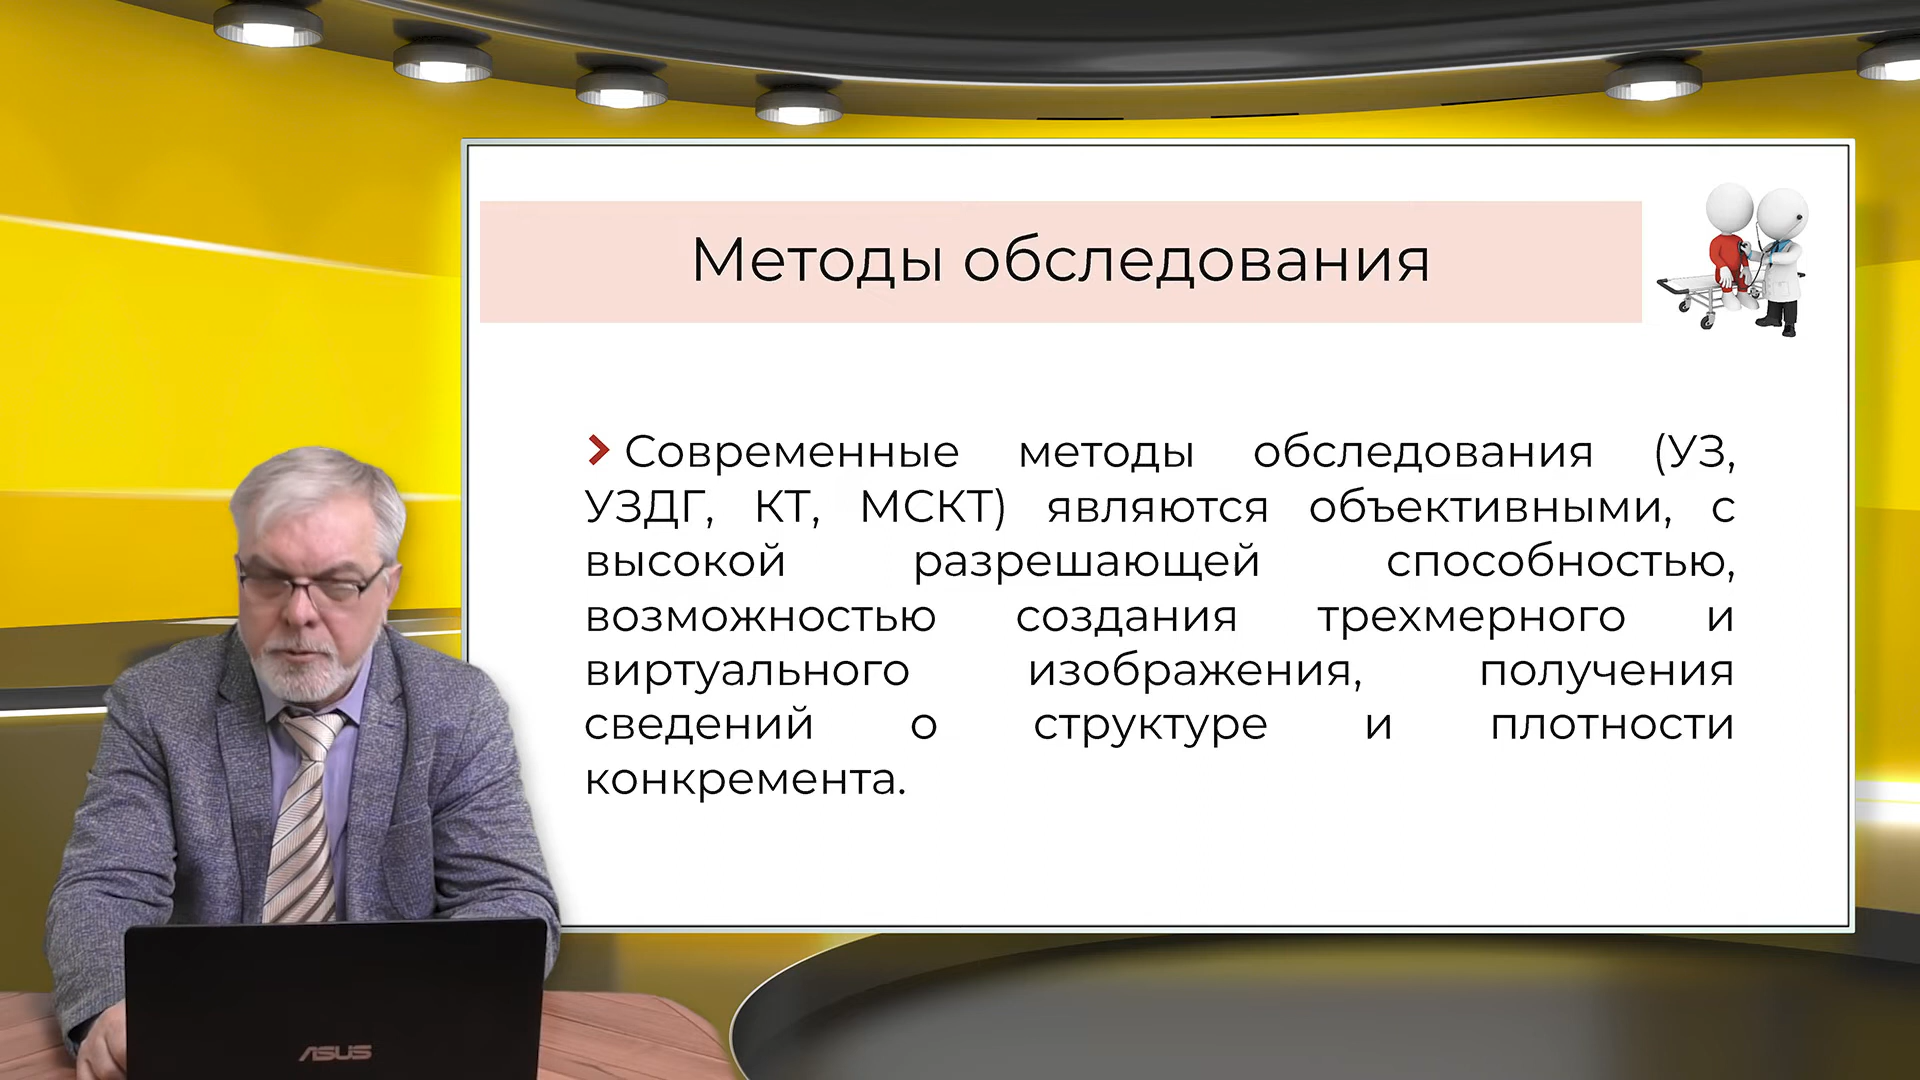 Методы обследования
Современные методы обследования (УЗ,
УЗДГ, КТ, МСКТ) являются объективными, с
высокой разрешающей способностью,
возможностью создания трехмерного и
виртуального изображения, получения
сведений о структуре и плотности
конкремента.
ASUS